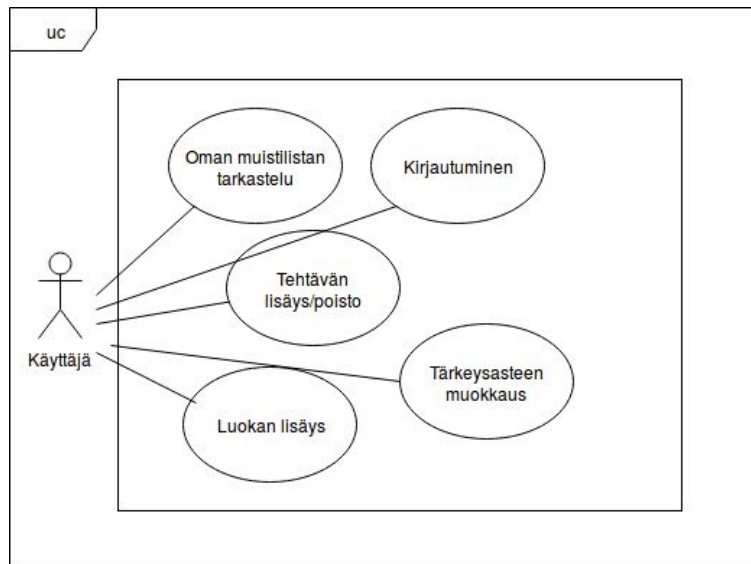 uc
Oman muistilistan
tarkastelu
Kirjautuminen
Tehtävän
lisäys/poisto
Käyttäjä
Tärkeysasteen
muokkaus
Luokan lisäys